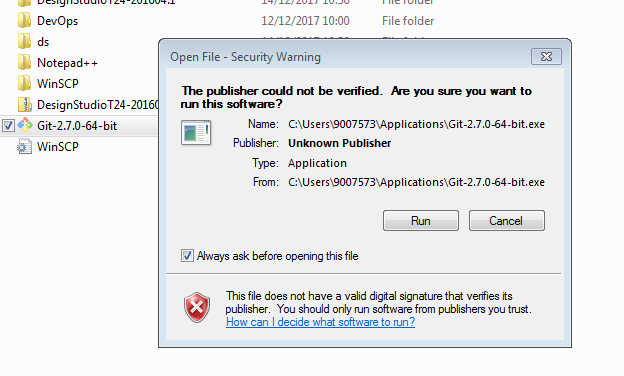 DesignStudioT24-201604.1 14/12/2017 10:50 File folder
DevOps 12/12/2017 10:00 File folder
ds
Notepad++
WinSCP
DesignStudioT24-2016
Git-2.7.0-64-bit
WinSCP
Open File - Security Warning
The publisher could not be verified. Are you sure you want to
run this software?
Name: C:\Users\9007573\Applications\Git-2.7.0-64-bit.exe
Publisher: Unknown Publisher
Type: Application
From: C:\Users\9007573\Applications\Git-2.7.0-64-bit.exe
Run Cancel
Always ask before opening this file
This file does not have a valid digital signature that verifies its
publisher. You should only run software from publishers you trust.
How can I decide what software to run?